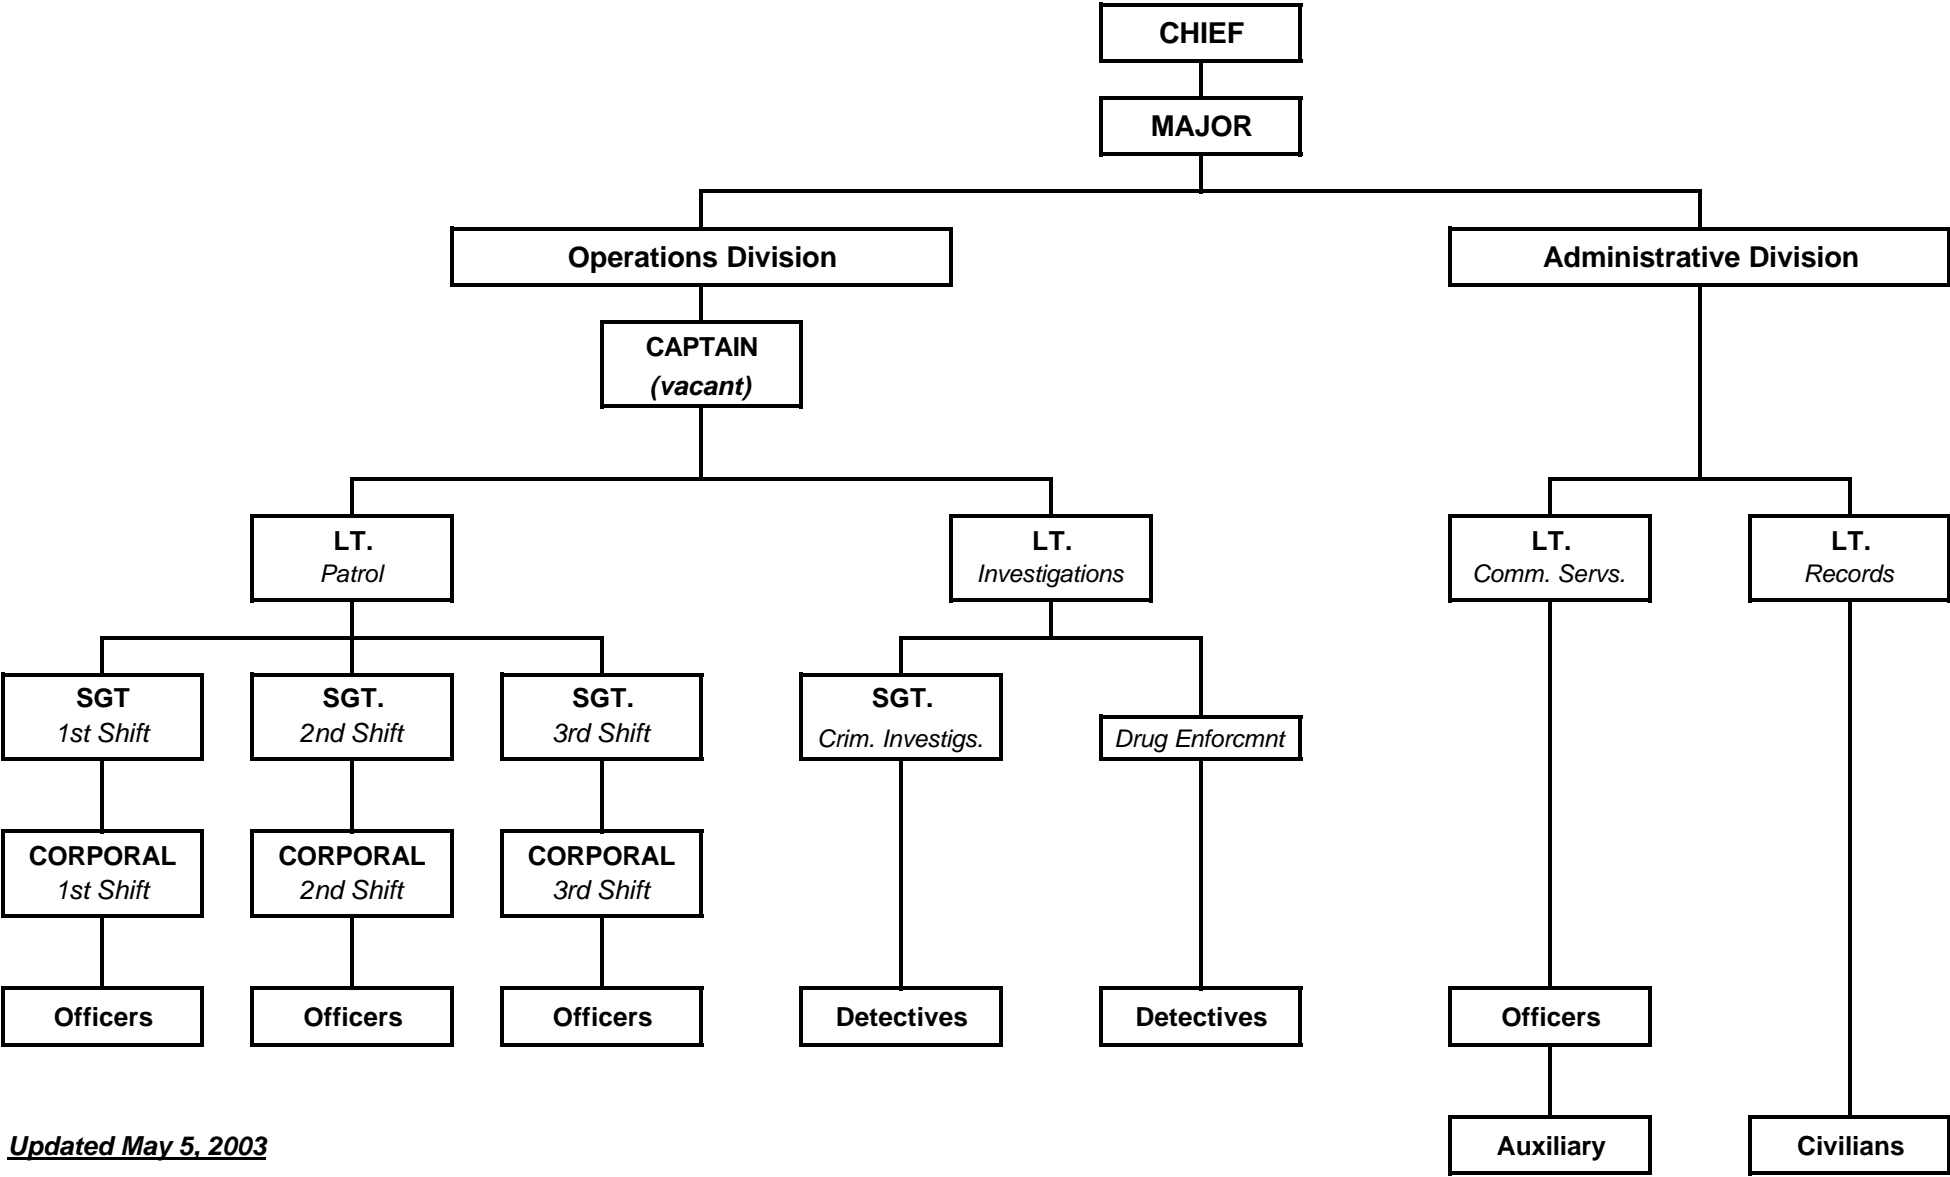 CHIEF
MAJOR
Operations Division
Administrative Division
CAPTAIN
(vacant)
LT.
Patrol
LT.
Investigations
LT.
Comm. Servs.
LT.
Records
SGT
1st Shift
SGT.
2nd Shift
SGT.
3rd Shift
SGT.
Crim. Investigs.
Drug Enforcmnt
CORPORAL
1st Shift
CORPORAL
2nd Shift
CORPORAL
3rd Shift
Officers
Officers
Officers
Detectives
Detectives
Officers
Updated May 5, 2003
Auxiliary
Civilians